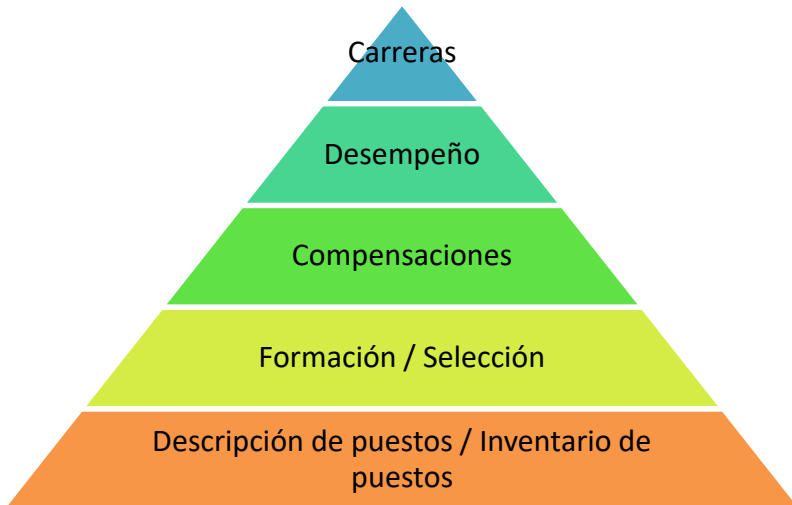 Carreras
Desempeño
Compensaciones
Formación / Selección
Descripción de puestos / Inventario de
puestos